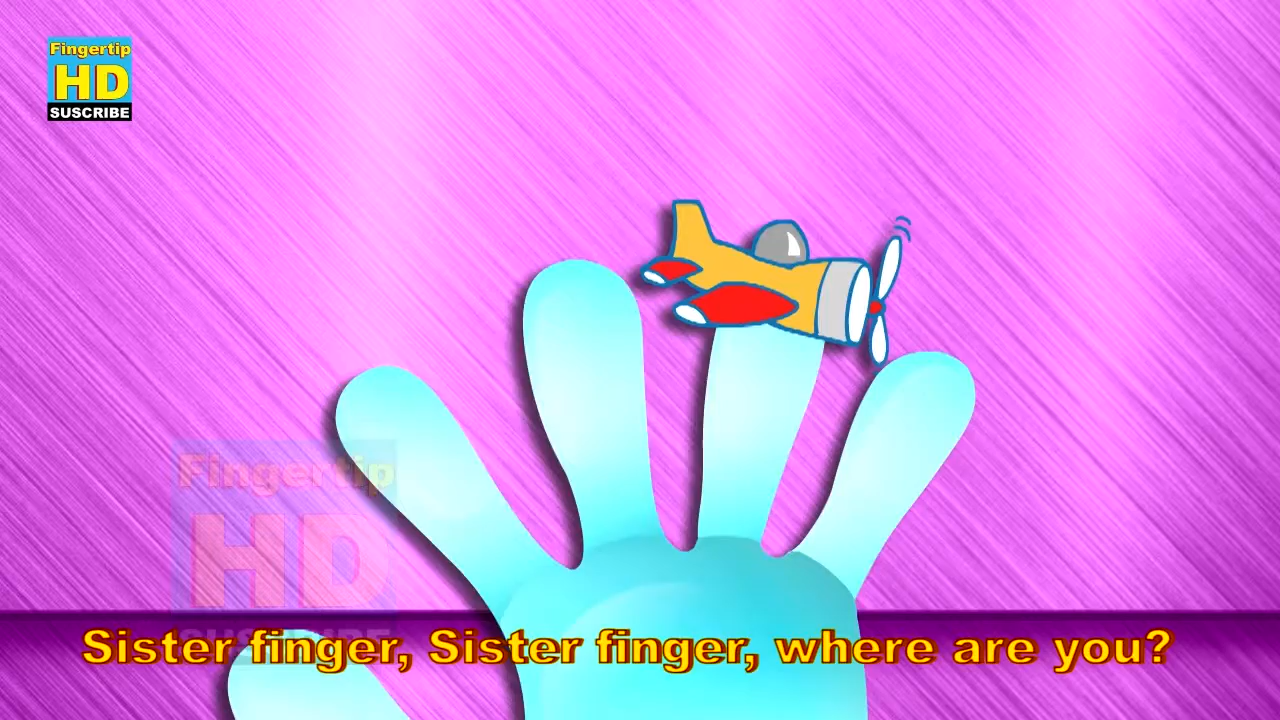 Fingertip
HD
SUSCRIBE
Fingertip
HD
Sister finger, Sister finger, where are you?